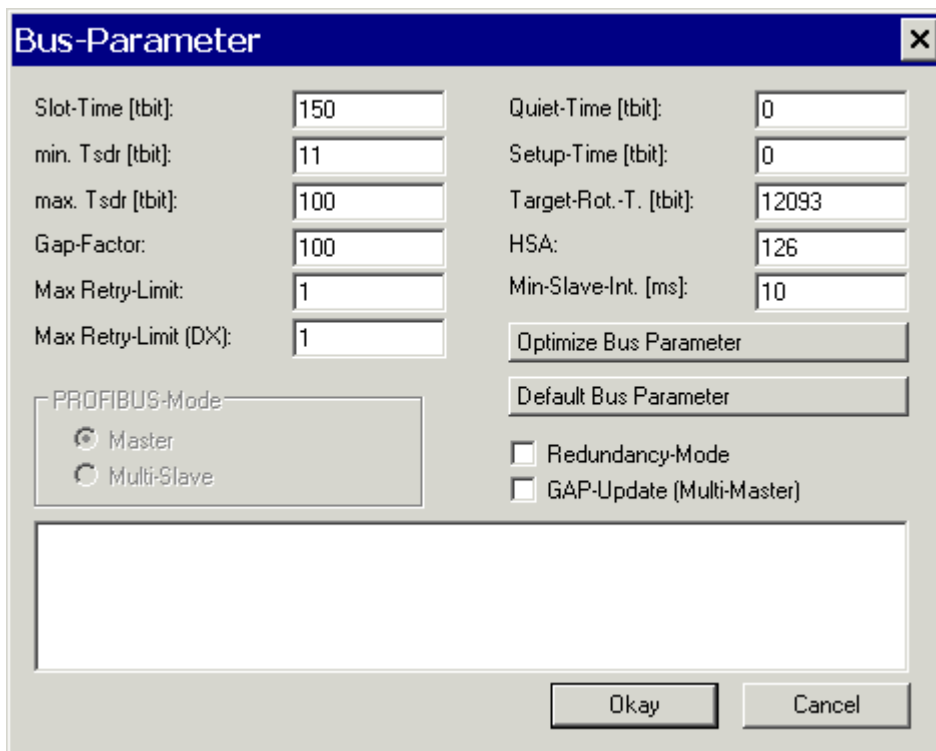 Bus-Parameter
Slot-Time [tbit]: 150
min. Tsdr [tbit]: 11
max. Tsdr [tbit]: 100
Gap-Factor: 100
Max Retry-Limit: 1
Max Retry-Limit (DX): 1
Quiet-Time [tbit]: 0
Setup-Time [tbit]: 0
Target-Rot.-T. [tbit]: 12093
HSA: 126
Min-Slave-Int. [ms]: 10
Optimize Bus Parameter
Default Bus Parameter
PROFIBUS-Mode
Master
Multi-Slave
Redundancy-Mode
GAP-Update (Multi-Master)
Okay
Cancel